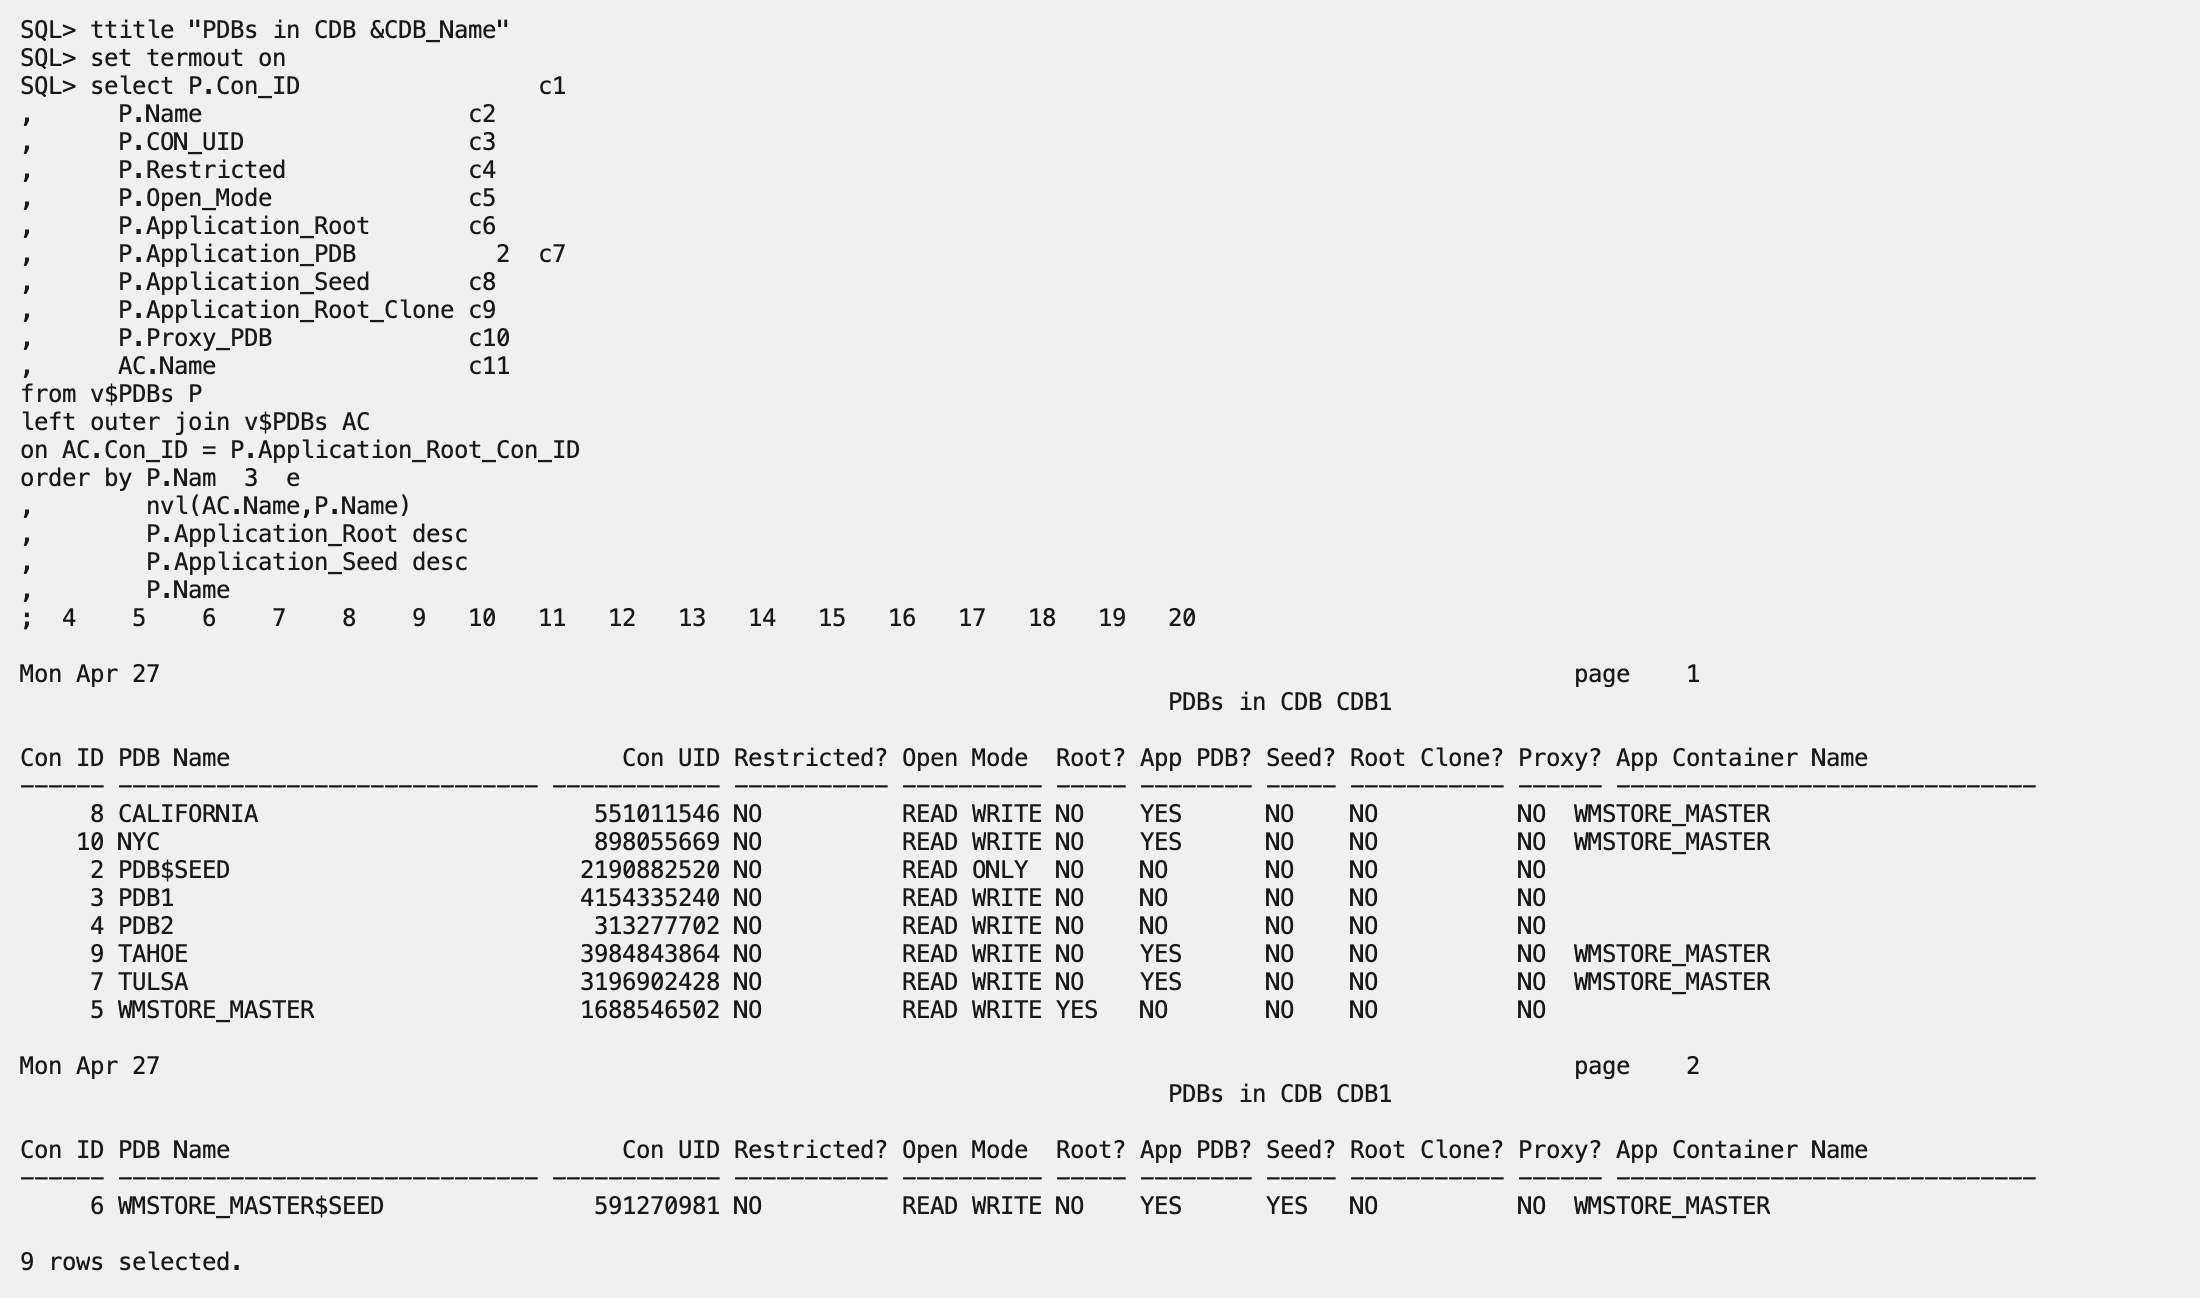 SQL> ttitle "PDBs in CDB &CDB_Name"
SQL> set termout on
SQL> select P.Con_ID                 c1
,      P.Name                   c2
,      P.CON_UID                c3
,      P.Restricted             c4
,      P.Open_Mode              c5
,      P.Application_Root       c6
,      P.Application_PDB          2  c7
,      P.Application_Seed       c8
,      P.Application_Root_Clone c9
,      P.Proxy_PDB              c10
,      AC.Name                  c11
from v$PDBs P
left outer join v$PDBs AC
on AC.Con_ID = P.Application_Root_Con_ID
order by P.Nam  3  e
,        nvl(AC.Name,P.Name)
,        P.Application_Root desc
,        P.Application_Seed desc
,        P.Name
;  4    5    6    7    8    9   10   11   12   13   14   15   16   17   18   19   20
Mon Apr 27                                                                                                     page    1
                                                                                  PDBs in CDB CDB1
Con ID PDB Name                            Con UID Restricted? Open Mode  Root? App PDB? Seed? Root Clone? Proxy? App Container Name
------ ------------------------------ ------------ ----------- ---------- ----- -------- ----- ----------- ------ ------------------------------
     8 CALIFORNIA                        551011546 NO          READ WRITE NO    YES      NO    NO          NO  WMSTORE_MASTER
    10 NYC                               898055669 NO          READ WRITE NO    YES      NO    NO          NO  WMSTORE_MASTER
     2 PDB$SEED                         2190882520 NO          READ ONLY  NO    NO       NO    NO          NO
     3 PDB1                             4154335240 NO          READ WRITE NO    NO       NO    NO          NO
     4 PDB2                              313277702 NO          READ WRITE NO    NO       NO    NO          NO
     9 TAHOE                            3984843864 NO          READ WRITE NO    YES      NO    NO          NO  WMSTORE_MASTER
     7 TULSA                            3196902428 NO          READ WRITE NO    YES      NO    NO          NO  WMSTORE_MASTER
     5 WMSTORE_MASTER                   1688546502 NO          READ WRITE YES   NO       NO    NO          NO
Mon Apr 27                                                                                                     page    2
                                                                                  PDBs in CDB CDB1
Con ID PDB Name                            Con UID Restricted? Open Mode  Root? App PDB? Seed? Root Clone? Proxy? App Container Name
------ ------------------------------ ------------ ----------- ---------- ----- -------- ----- ----------- ------ ------------------------------
     6 WMSTORE_MASTER$SEED               591270981 NO          READ WRITE NO    YES      YES   NO          NO  WMSTORE_MASTER
9 rows selected.